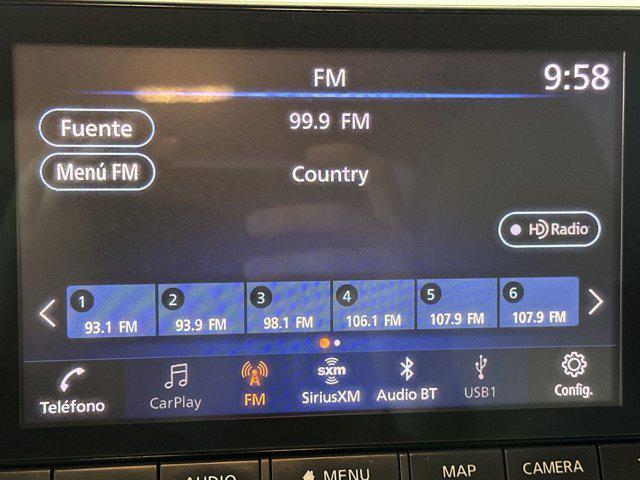 FM
9:58
Fuente
99.9 FM
Menú FM
Country
HD Radio
1 2 3 4 5 6
93.1 FM 93.9 FM 98.1 FM 106.1 FM 107.9 FM 107.9 FM
sxm
Teléfono CarPlay FM SiriusXM Audio BT USB1 Config.
AUDIO MENU MAP CAMERA